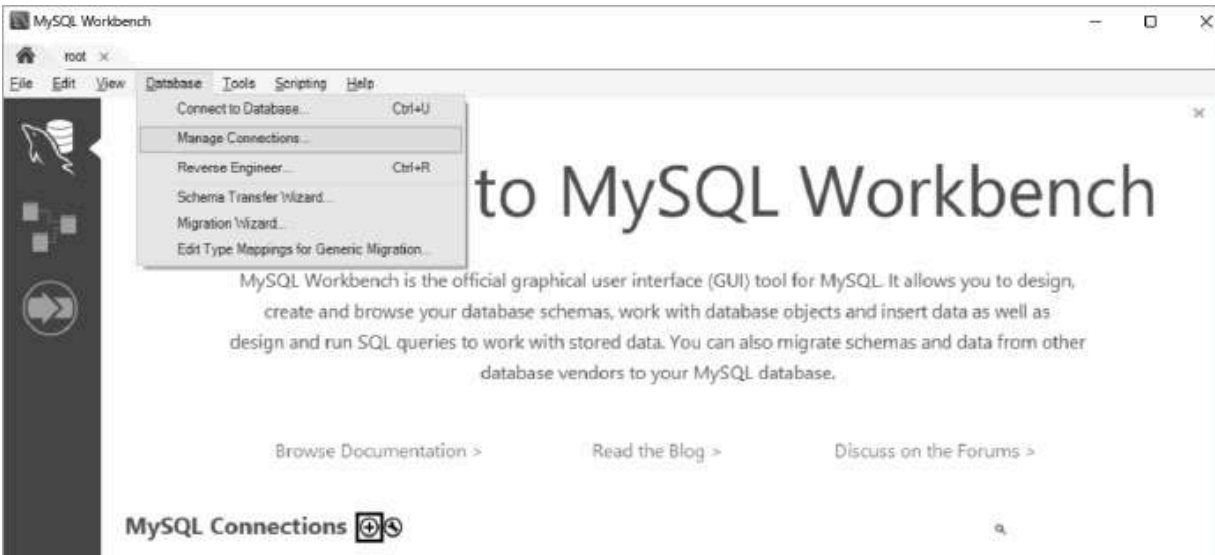 MySQL Workbench
root
File Edit View Database Tools Scripting Help
Connect to Database... Ctrl+U
Manage Connections...
Reverse Engineer... Ctrl+R
Schema Transfer Wizard...
Migration Wizard...
Edit Type Mappings for Generic Migration...
to MySQL Workbench
MySQL Workbench is the official graphical user interface (GUI) tool for MySQL. It allows you to design,
create and browse your database schemas, work with database objects and insert data as well as
design and run SQL queries to work with stored data. You can also migrate schemas and data from other
database vendors to your MySQL database.
Browse Documentation > Read the Blog > Discuss on the Forums >
MySQL Connections